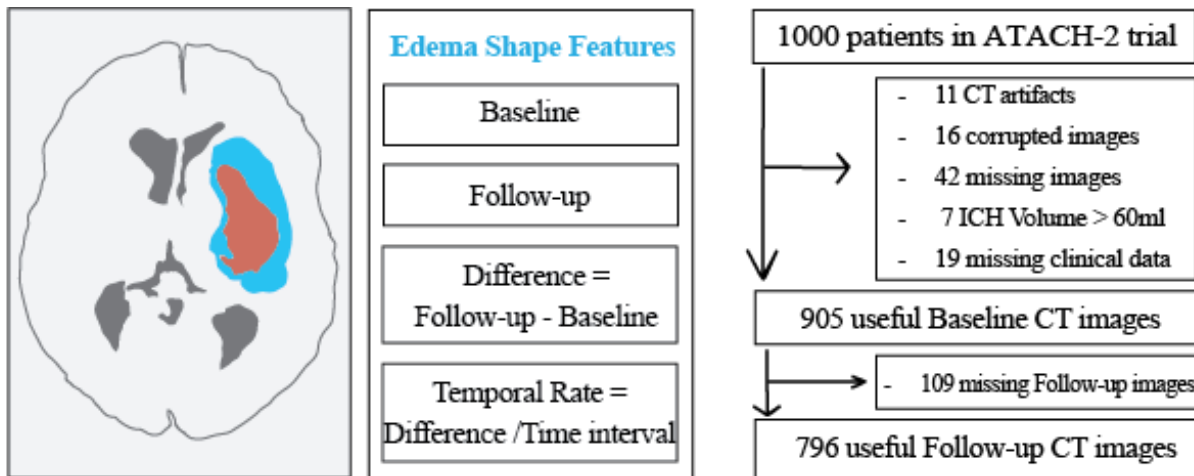 Edema Shape Features
Baseline
Follow-up
Difference =
Follow-up - Baseline
Temporal Rate =
Difference /Time interval
1000 patients in ATACH-2 trial
- 11 CT artifacts
- 16 corrupted images
- 42 missing images
- 7 ICH Volume > 60ml
- 19 missing clinical data
905 useful Baseline CT images
- 109 missing Follow-up images
796 useful Follow-up CT images